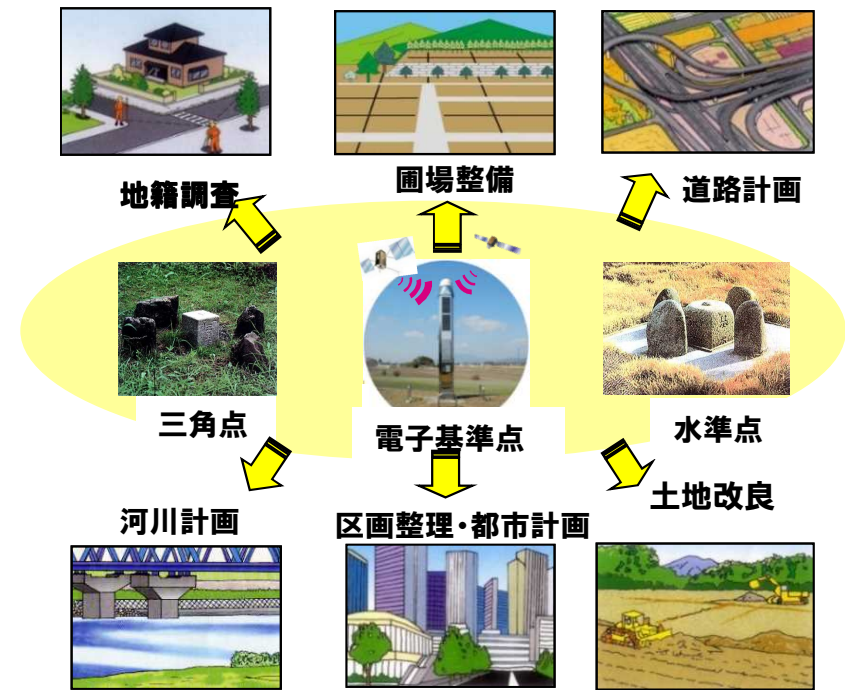 地籍調査
圃場整備
道路計画
三角点
電子基準点
水準点
河川計画
区画整理・都市計画
土地改良